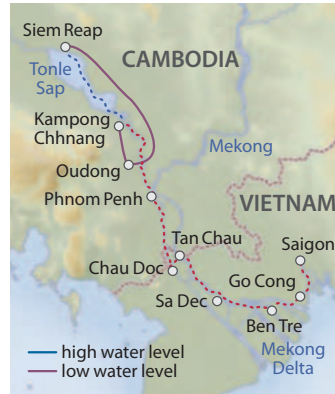 Siem Reap
CAMBODIA
Tonle
Sap
Kampong
Chhnang
Mekong
Oudong
Phnom Penh
VIETNAM
Tan Chau
Saigon
Chau Doc
Go Cong
Sa Dec
Ben Tre
high water level
Mekong
low water level
Delta